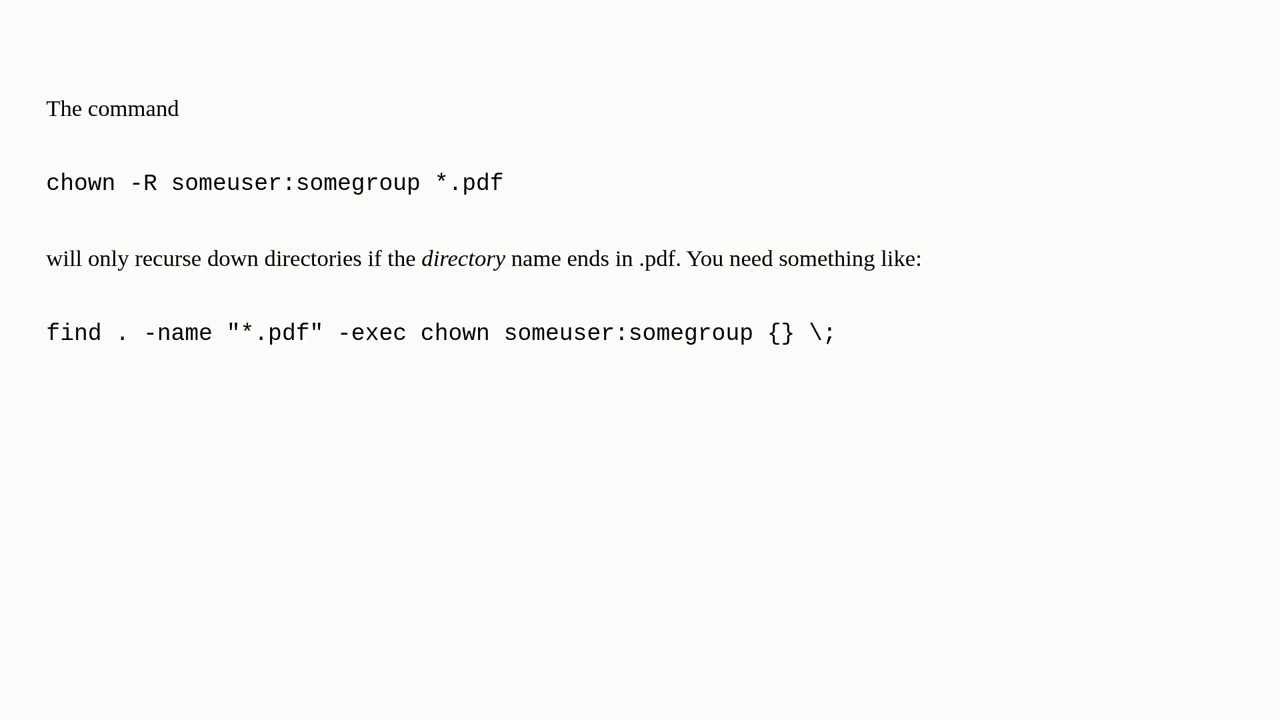 The command
chown -R someuser:somegroup *.pdf
will only recurse down directories if the directory name ends in .pdf. You need something like:
find . -name "*.pdf" -exec chown someuser:somegroup {} \;